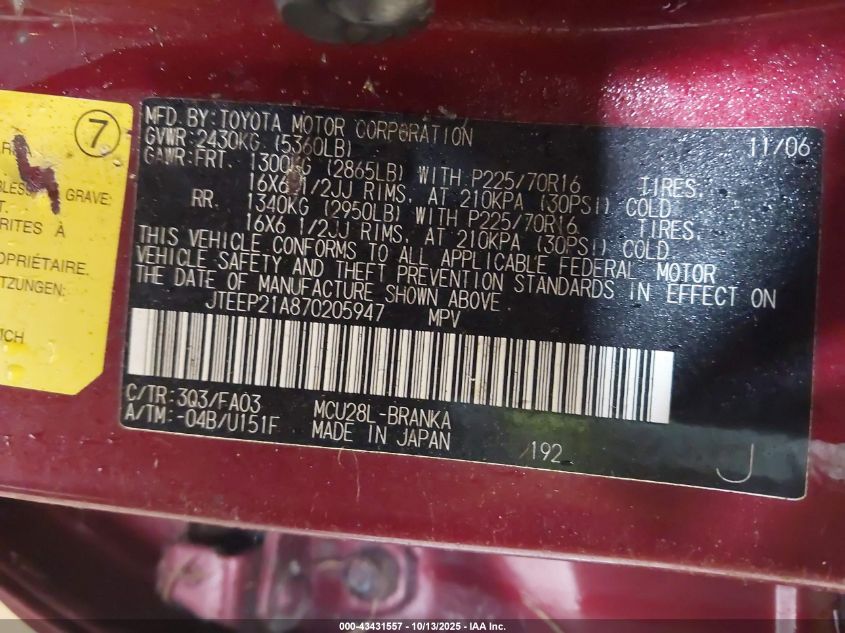 7
GRAVE:
RITES À
OPRIÉTAIRE.
TZUNGEN:
MFD. BY: TOYOTA MOTOR CORPORATION 11/06
GVWR: 2430KG (5360LB)
GAWR: FRT. 1300KG (2865LB) WITH P225/70R16 TIRES,
16X6 1/2JJ RIMS, AT 210KPA (30PSI) COLD
RR. 1340KG (2950LB) WITH P225/70R16 TIRES,
16X6 1/2JJ RIMS, AT 210KPA (30PSI) COLD
THIS VEHICLE CONFORMS TO ALL APPLICABLE FEDERAL MOTOR
VEHICLE SAFETY AND THEFT PREVENTION STANDARDS IN EFFECT ON
THE DATE OF MANUFACTURE SHOWN ABOVE.
JTEEP21A870205947 MPV
C/TR: 3Q3/FA03 MCU28L-BRANKA
A/TM: -04B/U151F MADE IN JAPAN
192 J
000-43431557 | 10/13/2025 | IAA Inc.